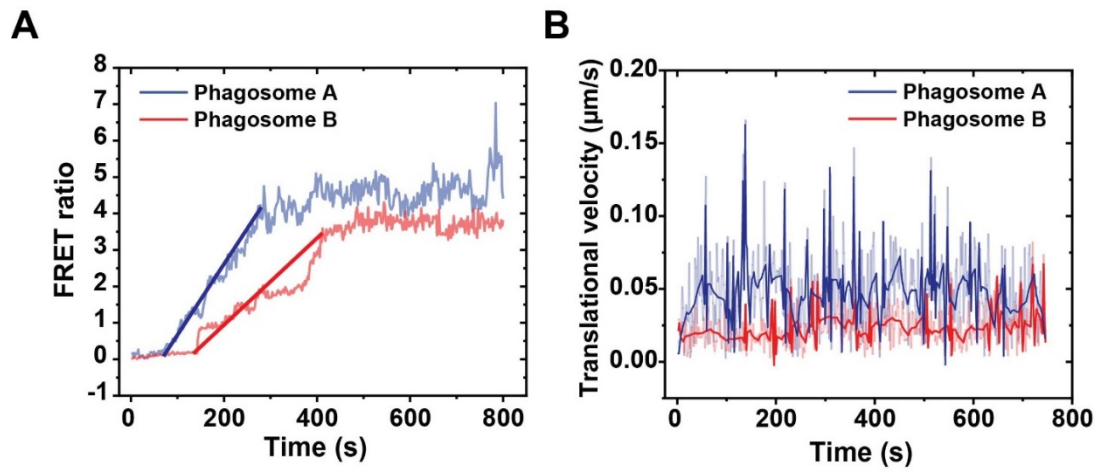 A
FRET ratio
8
7
6
5
4
3
2
1
0
-1
Phagosome A
Phagosome B
0 200 400 600 800
Time (s)
B
Translational velocity (µm/s)
0.20
0.15
0.10
0.05
0.00
Phagosome A
Phagosome B
0 200 400 600 800
Time (s)